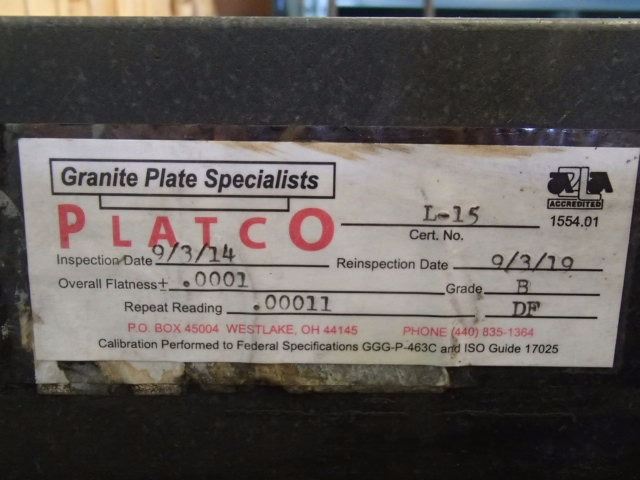 Granite Plate Specialists
PLATCO
A2LA
ACCREDITED
1554.01
L-15
Cert. No.
Inspection Date 9/3/14 Reinspection Date 9/3/19
Overall Flatness ± .0001 Grade B
Repeat Reading .00011 DF
P.O. BOX 45004 WESTLAKE, OH 44145 PHONE (440) 835-1364
Calibration Performed to Federal Specifications GGG-P-463C and ISO Guide 17025